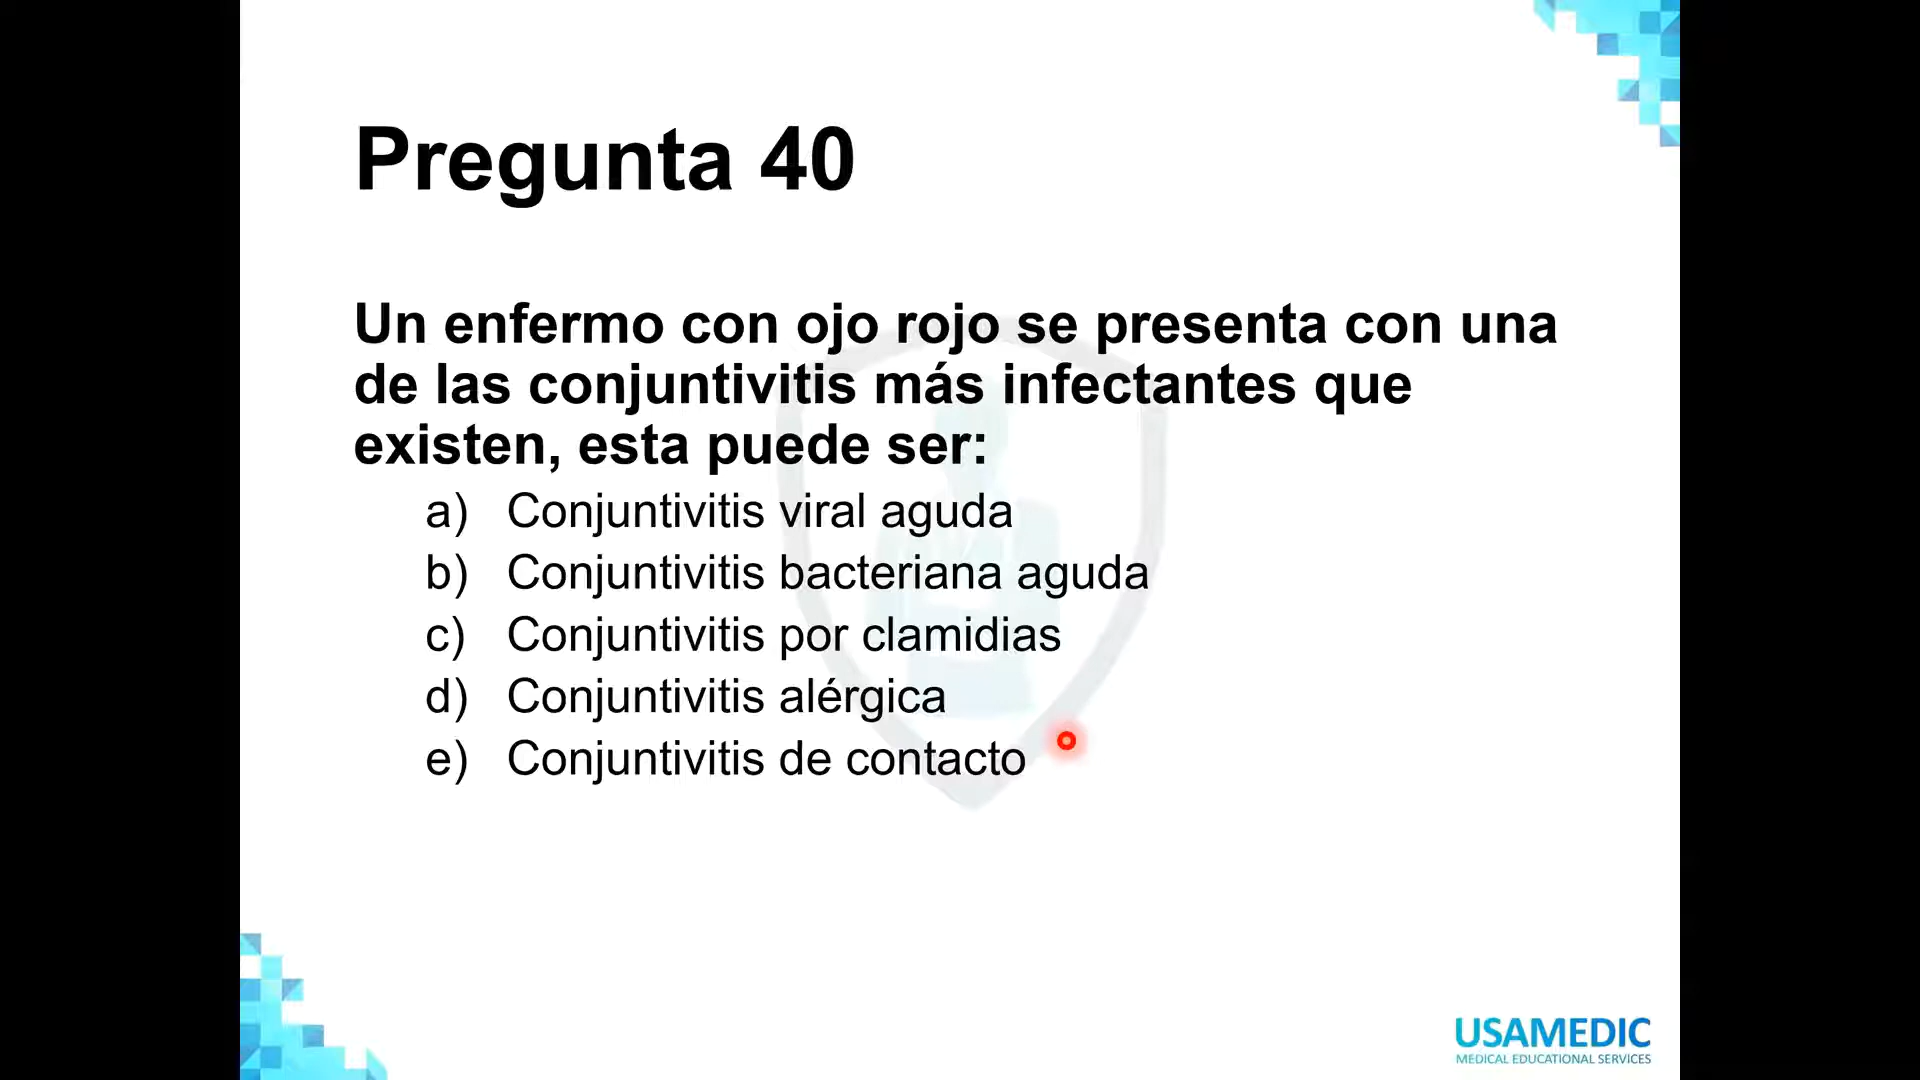 Pregunta 40
Un enfermo con ojo rojo se presenta con una
de las conjuntivitis más infectantes que
existen, esta puede ser:
a) Conjuntivitis viral aguda
b) Conjuntivitis bacteriana aguda
c) Conjuntivitis por clamidias
d) Conjuntivitis alérgica
e) Conjuntivitis de contacto
USAMEDIC
MEDICAL EDUCATIONAL SERVICES